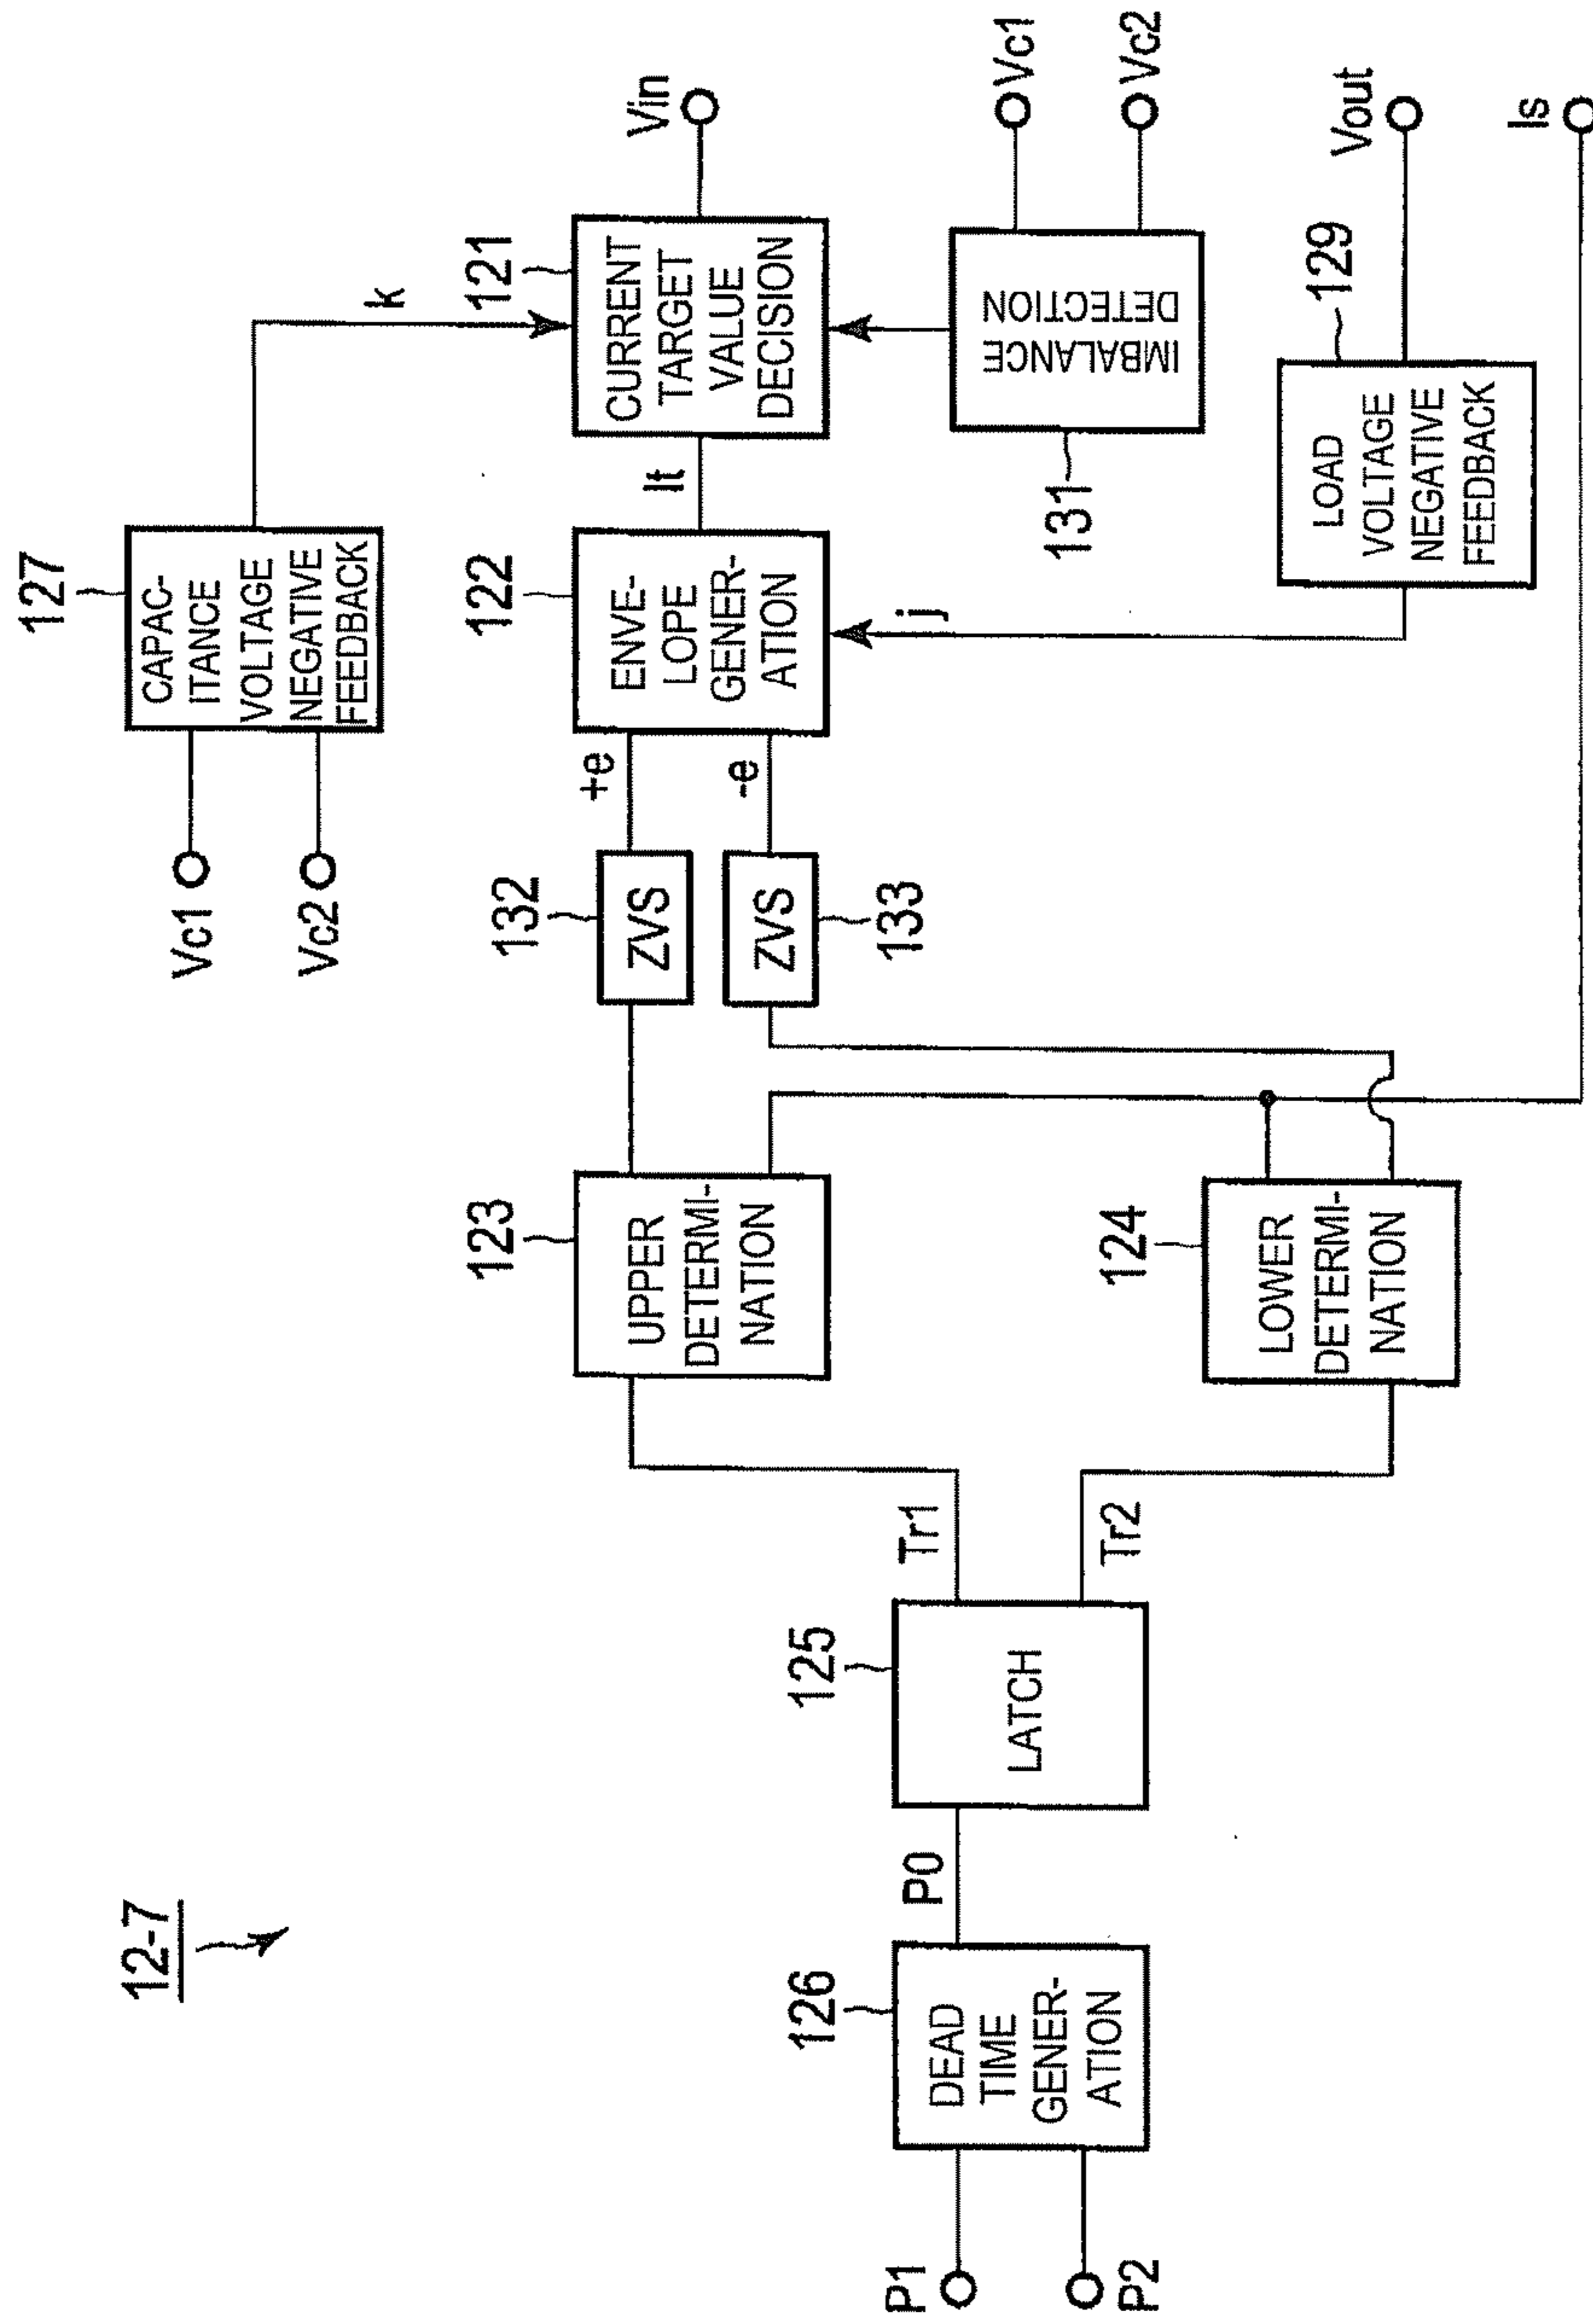 12-7
127
CAPAC-
ITANCE
VOLTAGE
NEGATIVE
FEEDBACK
Vc1
Vc2
k
121
CURRENT
TARGET
VALUE
DECISION
Vin
It
122
ENVE-
LOPE
GENER-
ATION
+e
-e
132
ZVS
ZVS
133
123
UPPER
DETERMI-
NATION
IMBALANCE
DETECTION
131
Vc1
Vc2
j
129
LOAD
VOLTAGE
NEGATIVE
FEEDBACK
Vout
Is
124
LOWER
DETERMI-
NATION
Tr1
Tr2
125
LATCH
P0
126
DEAD
TIME
GENER-
ATION
P1
P2